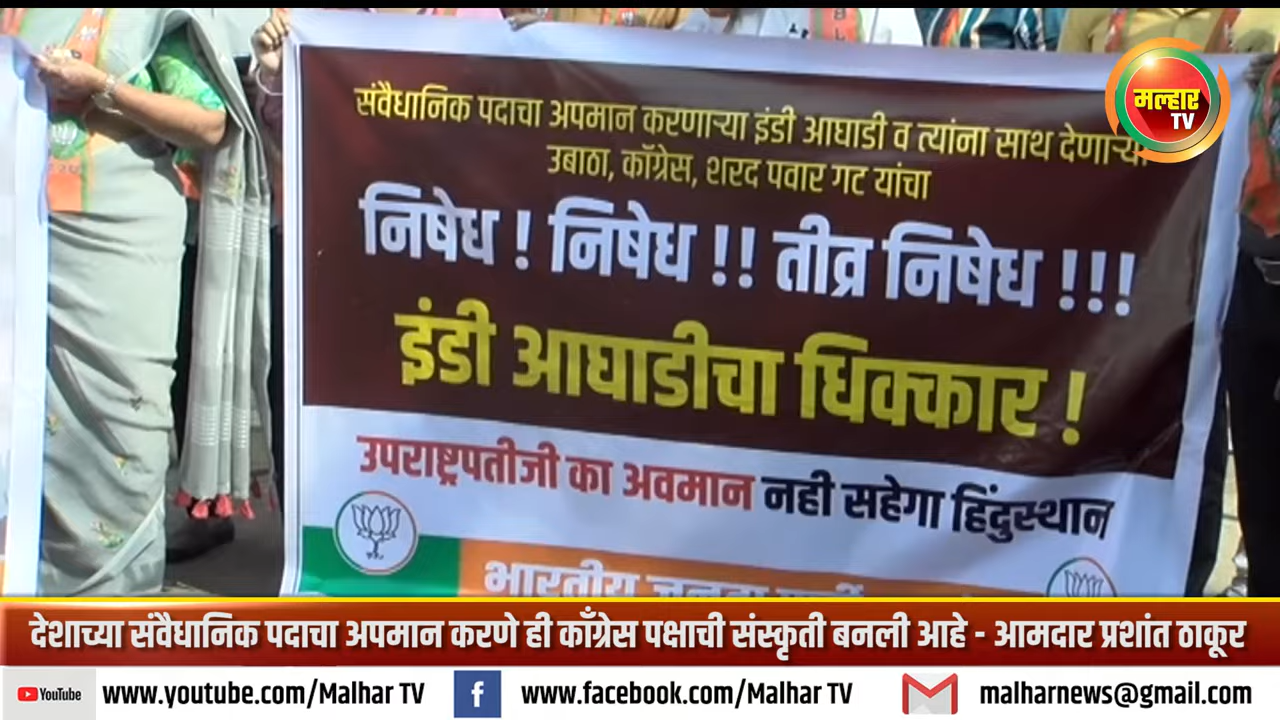 मल्हार
TV
संवैधानिक पदाचा अपमान करणाऱ्या इंडी आघाडी व त्यांना साथ देणाऱ्या
उबाठा, कॉंग्रेस, शरद पवार गट यांचा
निषेध ! निषेध !! तीव्र निषेध !!!
इंडी आघाडीचा धिक्कार !
उपराष्ट्रपतीजी का अवमान नही सहेगा हिंदुस्थान
भारतीय जनता पार्टी
देशाच्या संवैधानिक पदाचा अपमान करणे ही काँग्रेस पक्षाची संस्कृती बनली आहे - आमदार प्रशांत ठाकूर
YouTube www.youtube.com/Malhar TV f www.facebook.com/Malhar TV malharnews@gmail.com